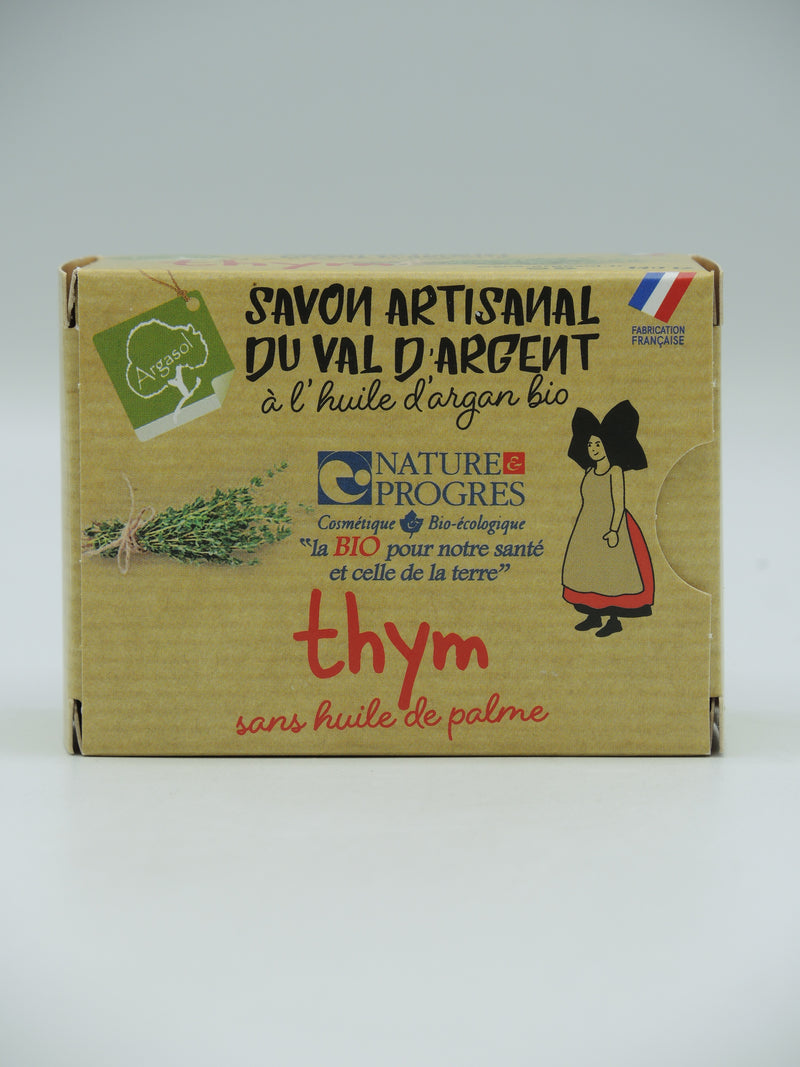 thym
SAVON ARTISANAL
DU VAL D'ARGENT
à l'huile d'argan bio
Argasol
FABRICATION
FRANÇAISE
NATURE & PROGRES
Cosmétique & Bio-écologique
"la BIO pour notre santé
et celle de la terre"
thym
sans huile de palme